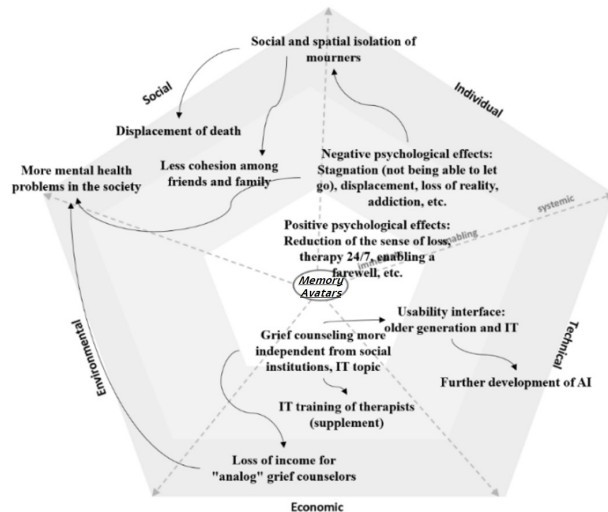 Social and spatial isolation of
mourners
Social
Individual
Displacement of death
More mental health
problems in the society
Less cohesion among
friends and family
Negative psychological effects:
Stagnation (not being able to let
go), displacement, loss of reality,
addiction, etc.
systemic
Positive psychological effects:
Reduction of the sense of loss,
therapy 24/7, enabling a
farewell, etc.
Memory
Avatars
Usability interface:
older generation and IT
Grief counseling more
independent from social
institutions, IT topic
Environmental
Technical
Further development of AI
IT training of therapists
(supplement)
Loss of income for
"analog" grief counselors
Economic